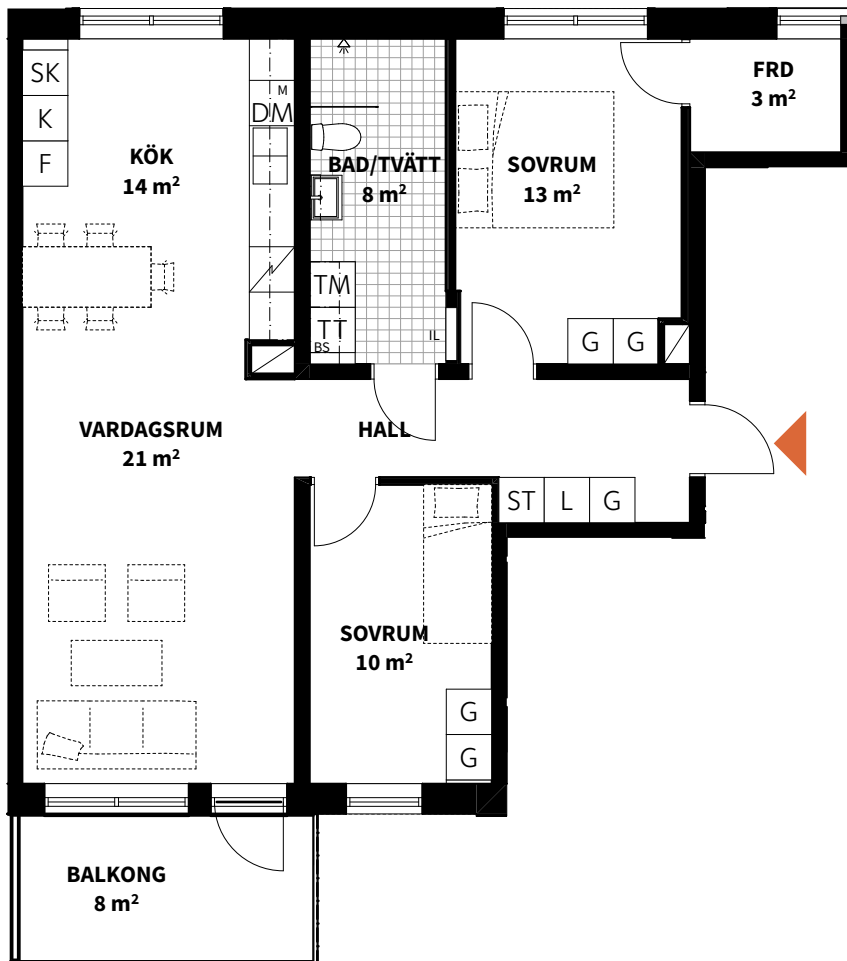 SK
K
F
KÖK
14 m²
M
DM
BAD/TVÄTT
8 m²
TM
TT
BS
IL
SOVRUM
13 m²
G G
FRD
3 m²
VARDAGSRUM
21 m²
HALL
ST L G
SOVRUM
10 m²
G
G
BALKONG
8 m²